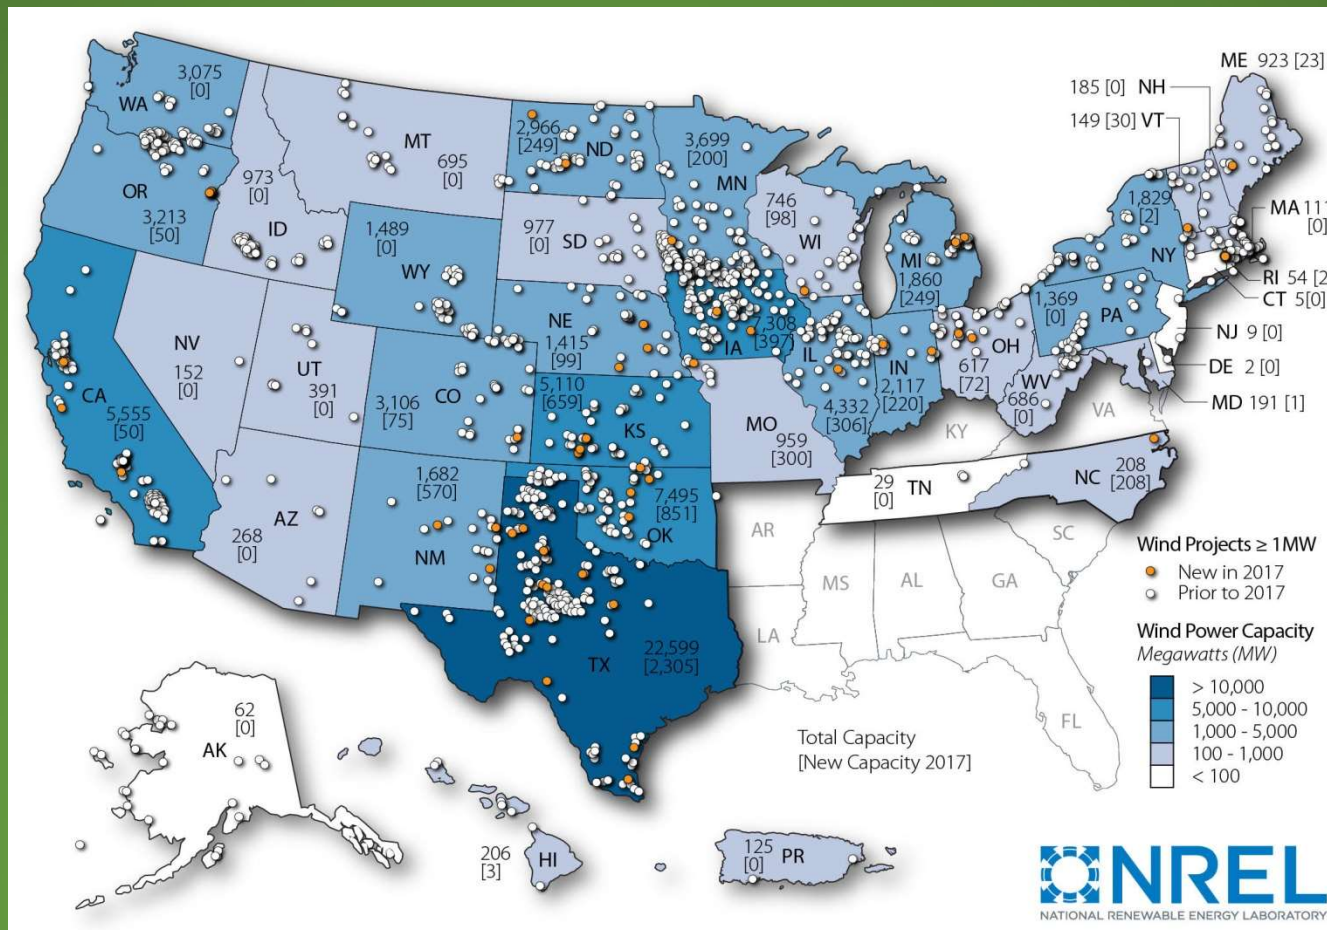 ME 923 [23]
185 [0] NH
149 [30] VT
3,075
[0]
WA
MT
695
[0]
2,966
[249]
ND
3,699
[200]
MN
OR
3,213
[50]
973
[0]
ID
1,489
[0]
WY
977
[0]
SD
746
[98]
WI
MI
1,860
[249]
1,829
[2]
NY
MA 111
[0]
RI 54 [2
CT 5[0]
NJ 9 [0]
DE 2 [0]
MD 191 [1]
1,369
[0]
PA
NV
152
[0]
UT
391
[0]
CA
5,555
[50]
3,106
[75]
CO
NE
1,415
[99]
7,308
[397]
IA
IL
4,332
[306]
IN
2,117
[220]
OH
617
[72]
WV
686
[0]
VA
KY
5,110
[659]
KS
MO
959
[300]
AZ
268
[0]
1,682
[570]
NM
7,495
[851]
OK
AR
29
[0]
TN
NC
208
[208]
SC
MS
AL
GA
LA
FL
22,599
[2,305]
TX
Wind Projects ≥ 1MW
New in 2017
Prior to 2017
Wind Power Capacity
Megawatts (MW)
> 10,000
5,000 - 10,000
1,000 - 5,000
100 - 1,000
< 100
Total Capacity
[New Capacity 2017]
62
[0]
AK
206
[3]
HI
125
[0]
PR
NREL
NATIONAL RENEWABLE ENERGY LABORATORY